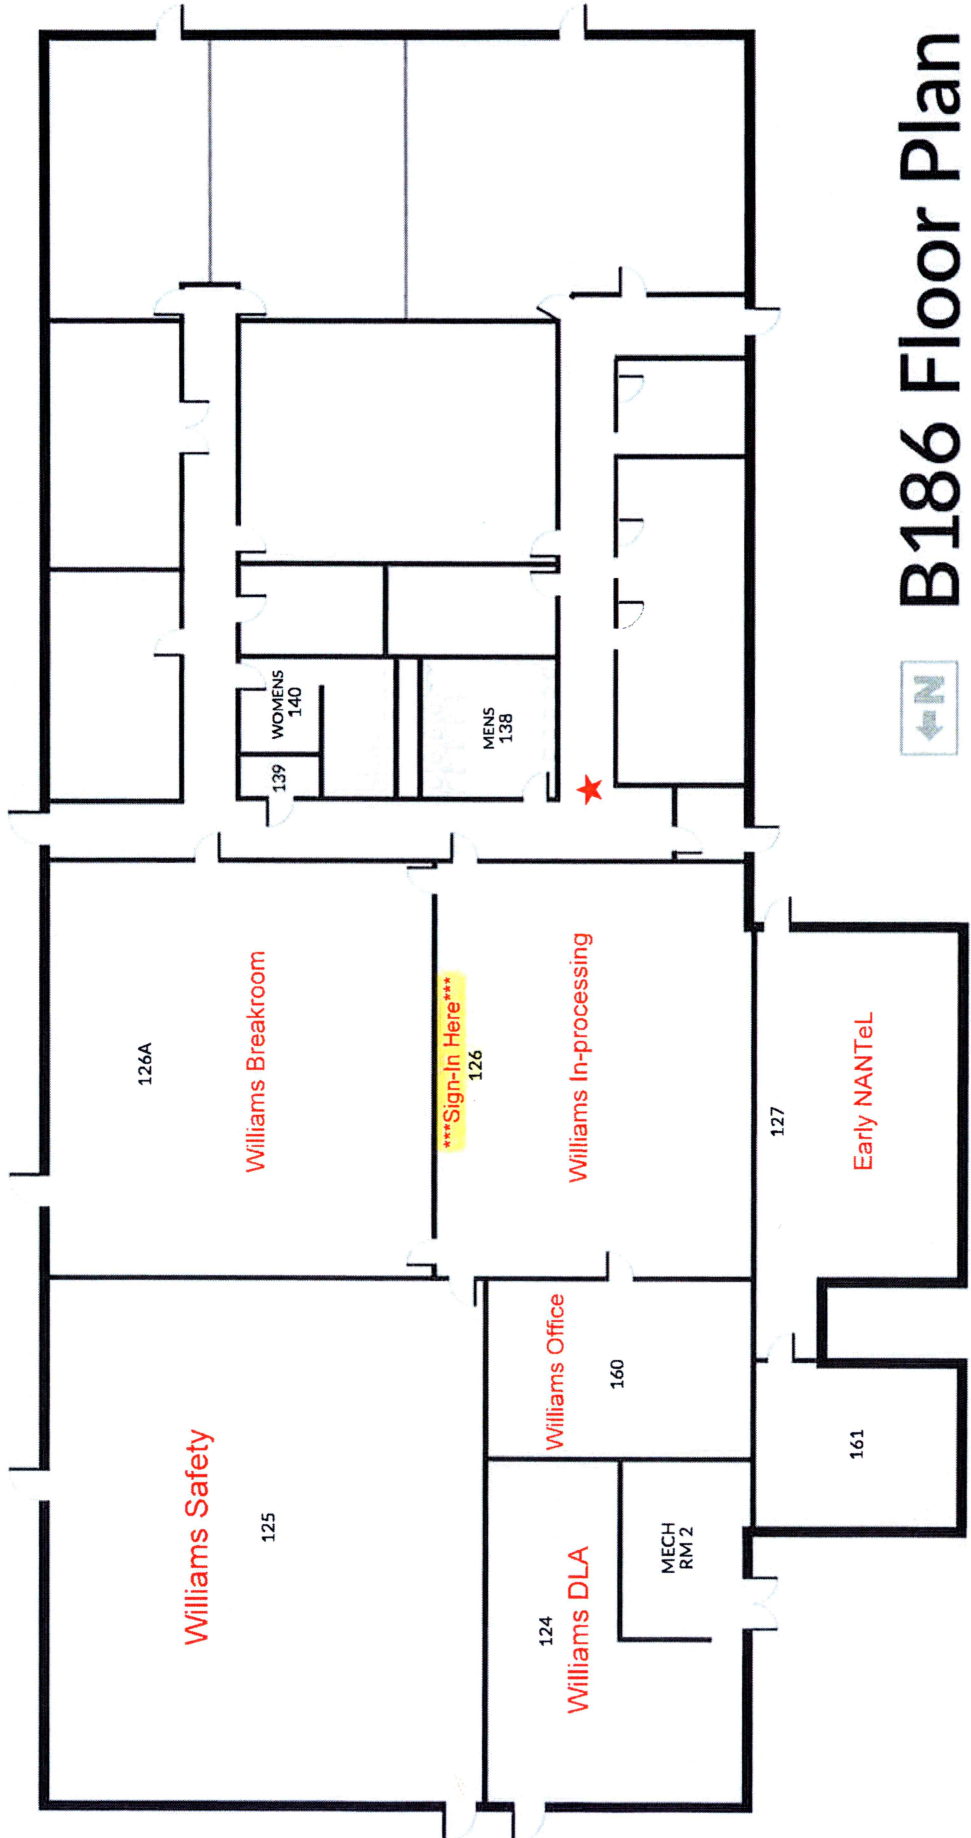 Williams Safety
125
126A
Williams Breakroom
WOMENS
140
139
MENS
138
***Sign-In Here***
126
Williams In-processing
Williams Office
160
124
Williams DLA
MECH
RM 2
127
Early NANTeL
161
N
B186 Floor Plan